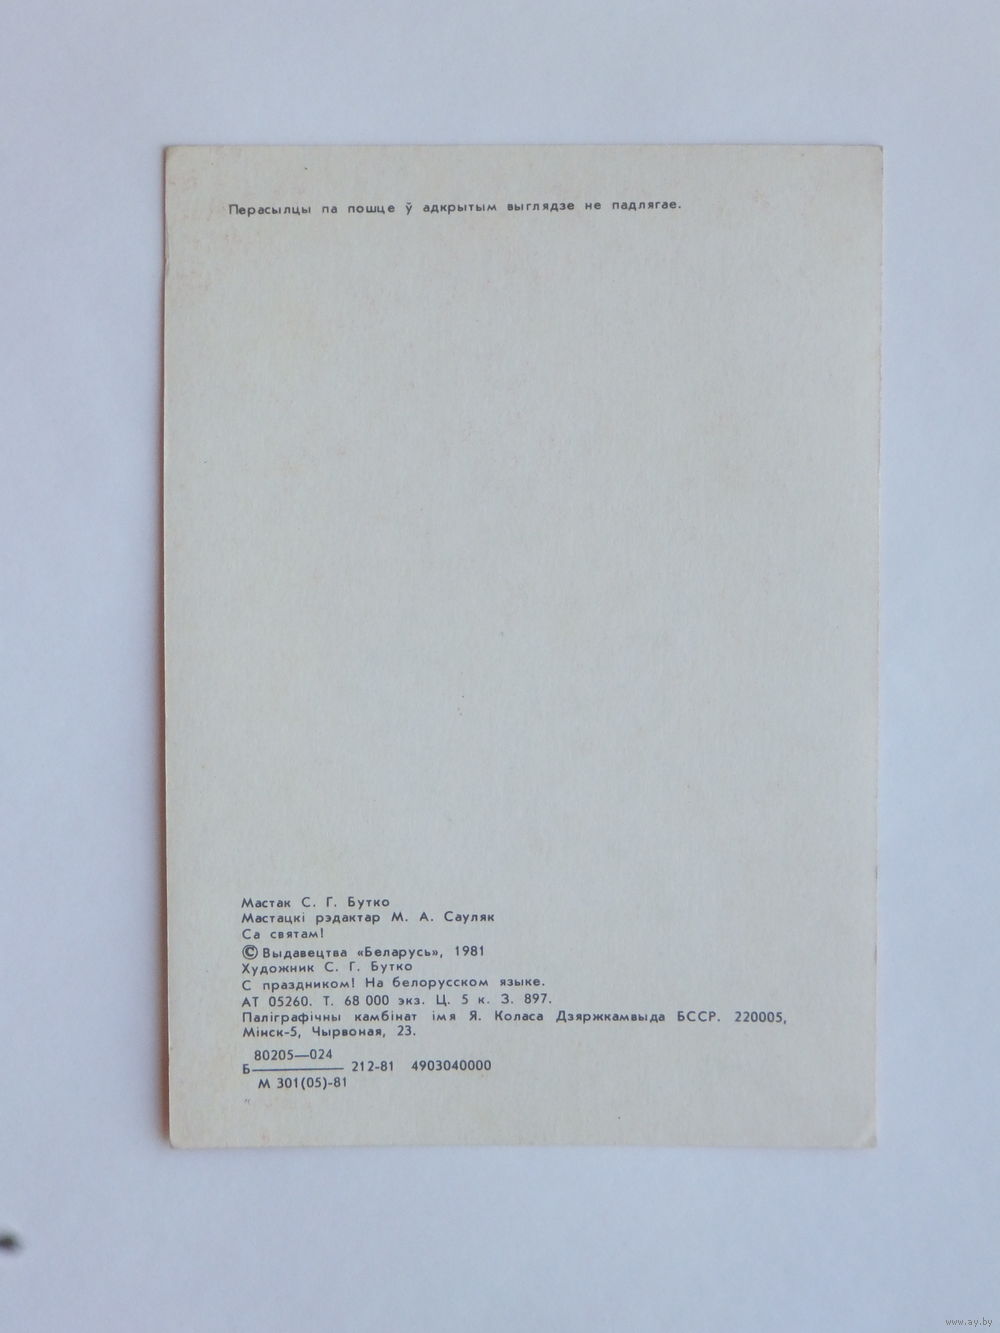 Перасылцы па пошце ў адкрытым выглядзе не падлягае.
Мастак С. Г. Бутко
Мастацкі рэдактар М. А. Сауляк
Са святам!
© Выдавецтва «Беларусь», 1981
Художник С. Г. Бутко
С праздником! На белорусском языке.
АТ 05260. Т. 68 000 экз. Ц. 5 к. З. 897.
Паліграфічны камбінат імя Я. Коласа Дзяржкамвыда БССР. 220005,
Мінск-5, Чырвоная, 23.
80205—024
Б 212-81 4903040000
М 301(05)-81
www.ay.by